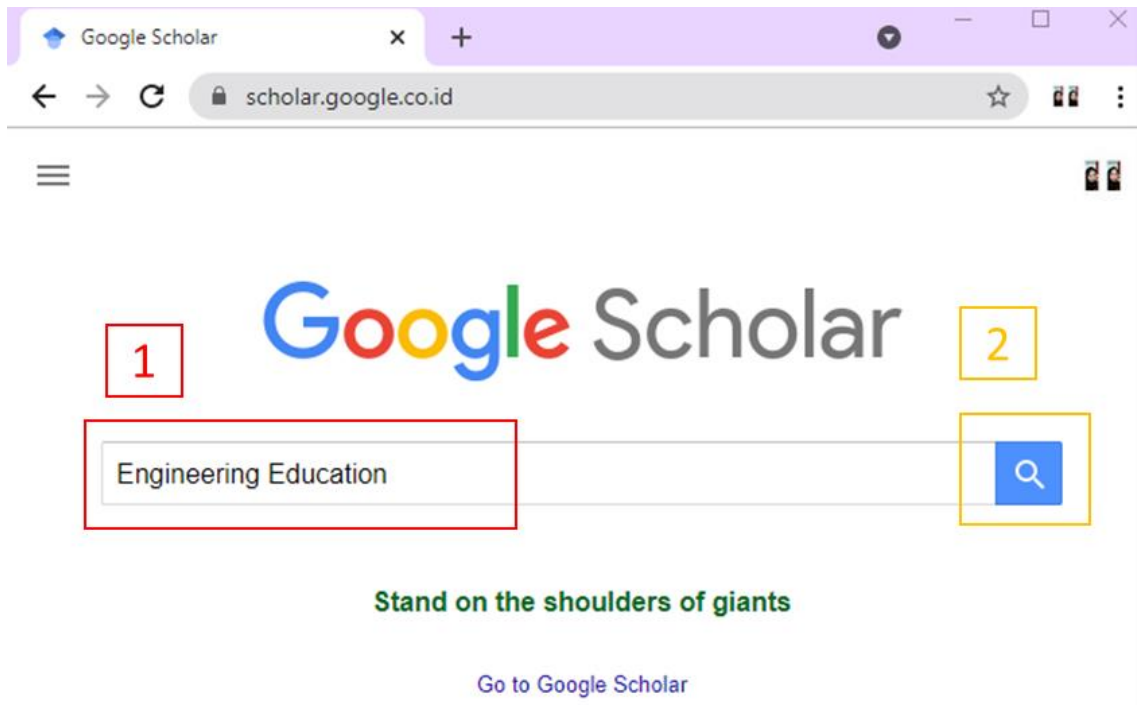 Google Scholar
scholar.google.co.id
Google Scholar
1
2
Engineering Education
Stand on the shoulders of giants
Go to Google Scholar